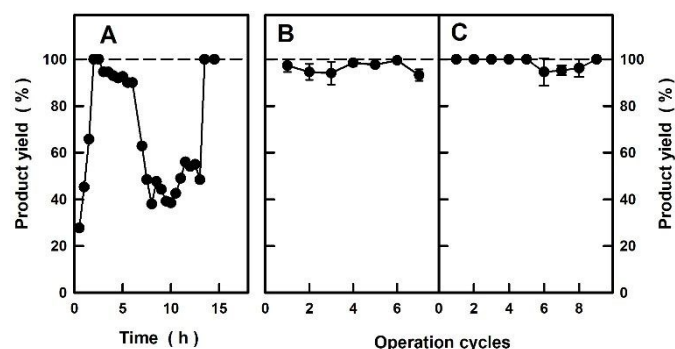 A
B
C
Product yield ( % )
100
80
60
40
20
0
0 5 10 15
Time ( h )
0 2 4 6
0 2 4 6 8
Operation cycles
100
80
60
40
20
0
Product yield ( % )